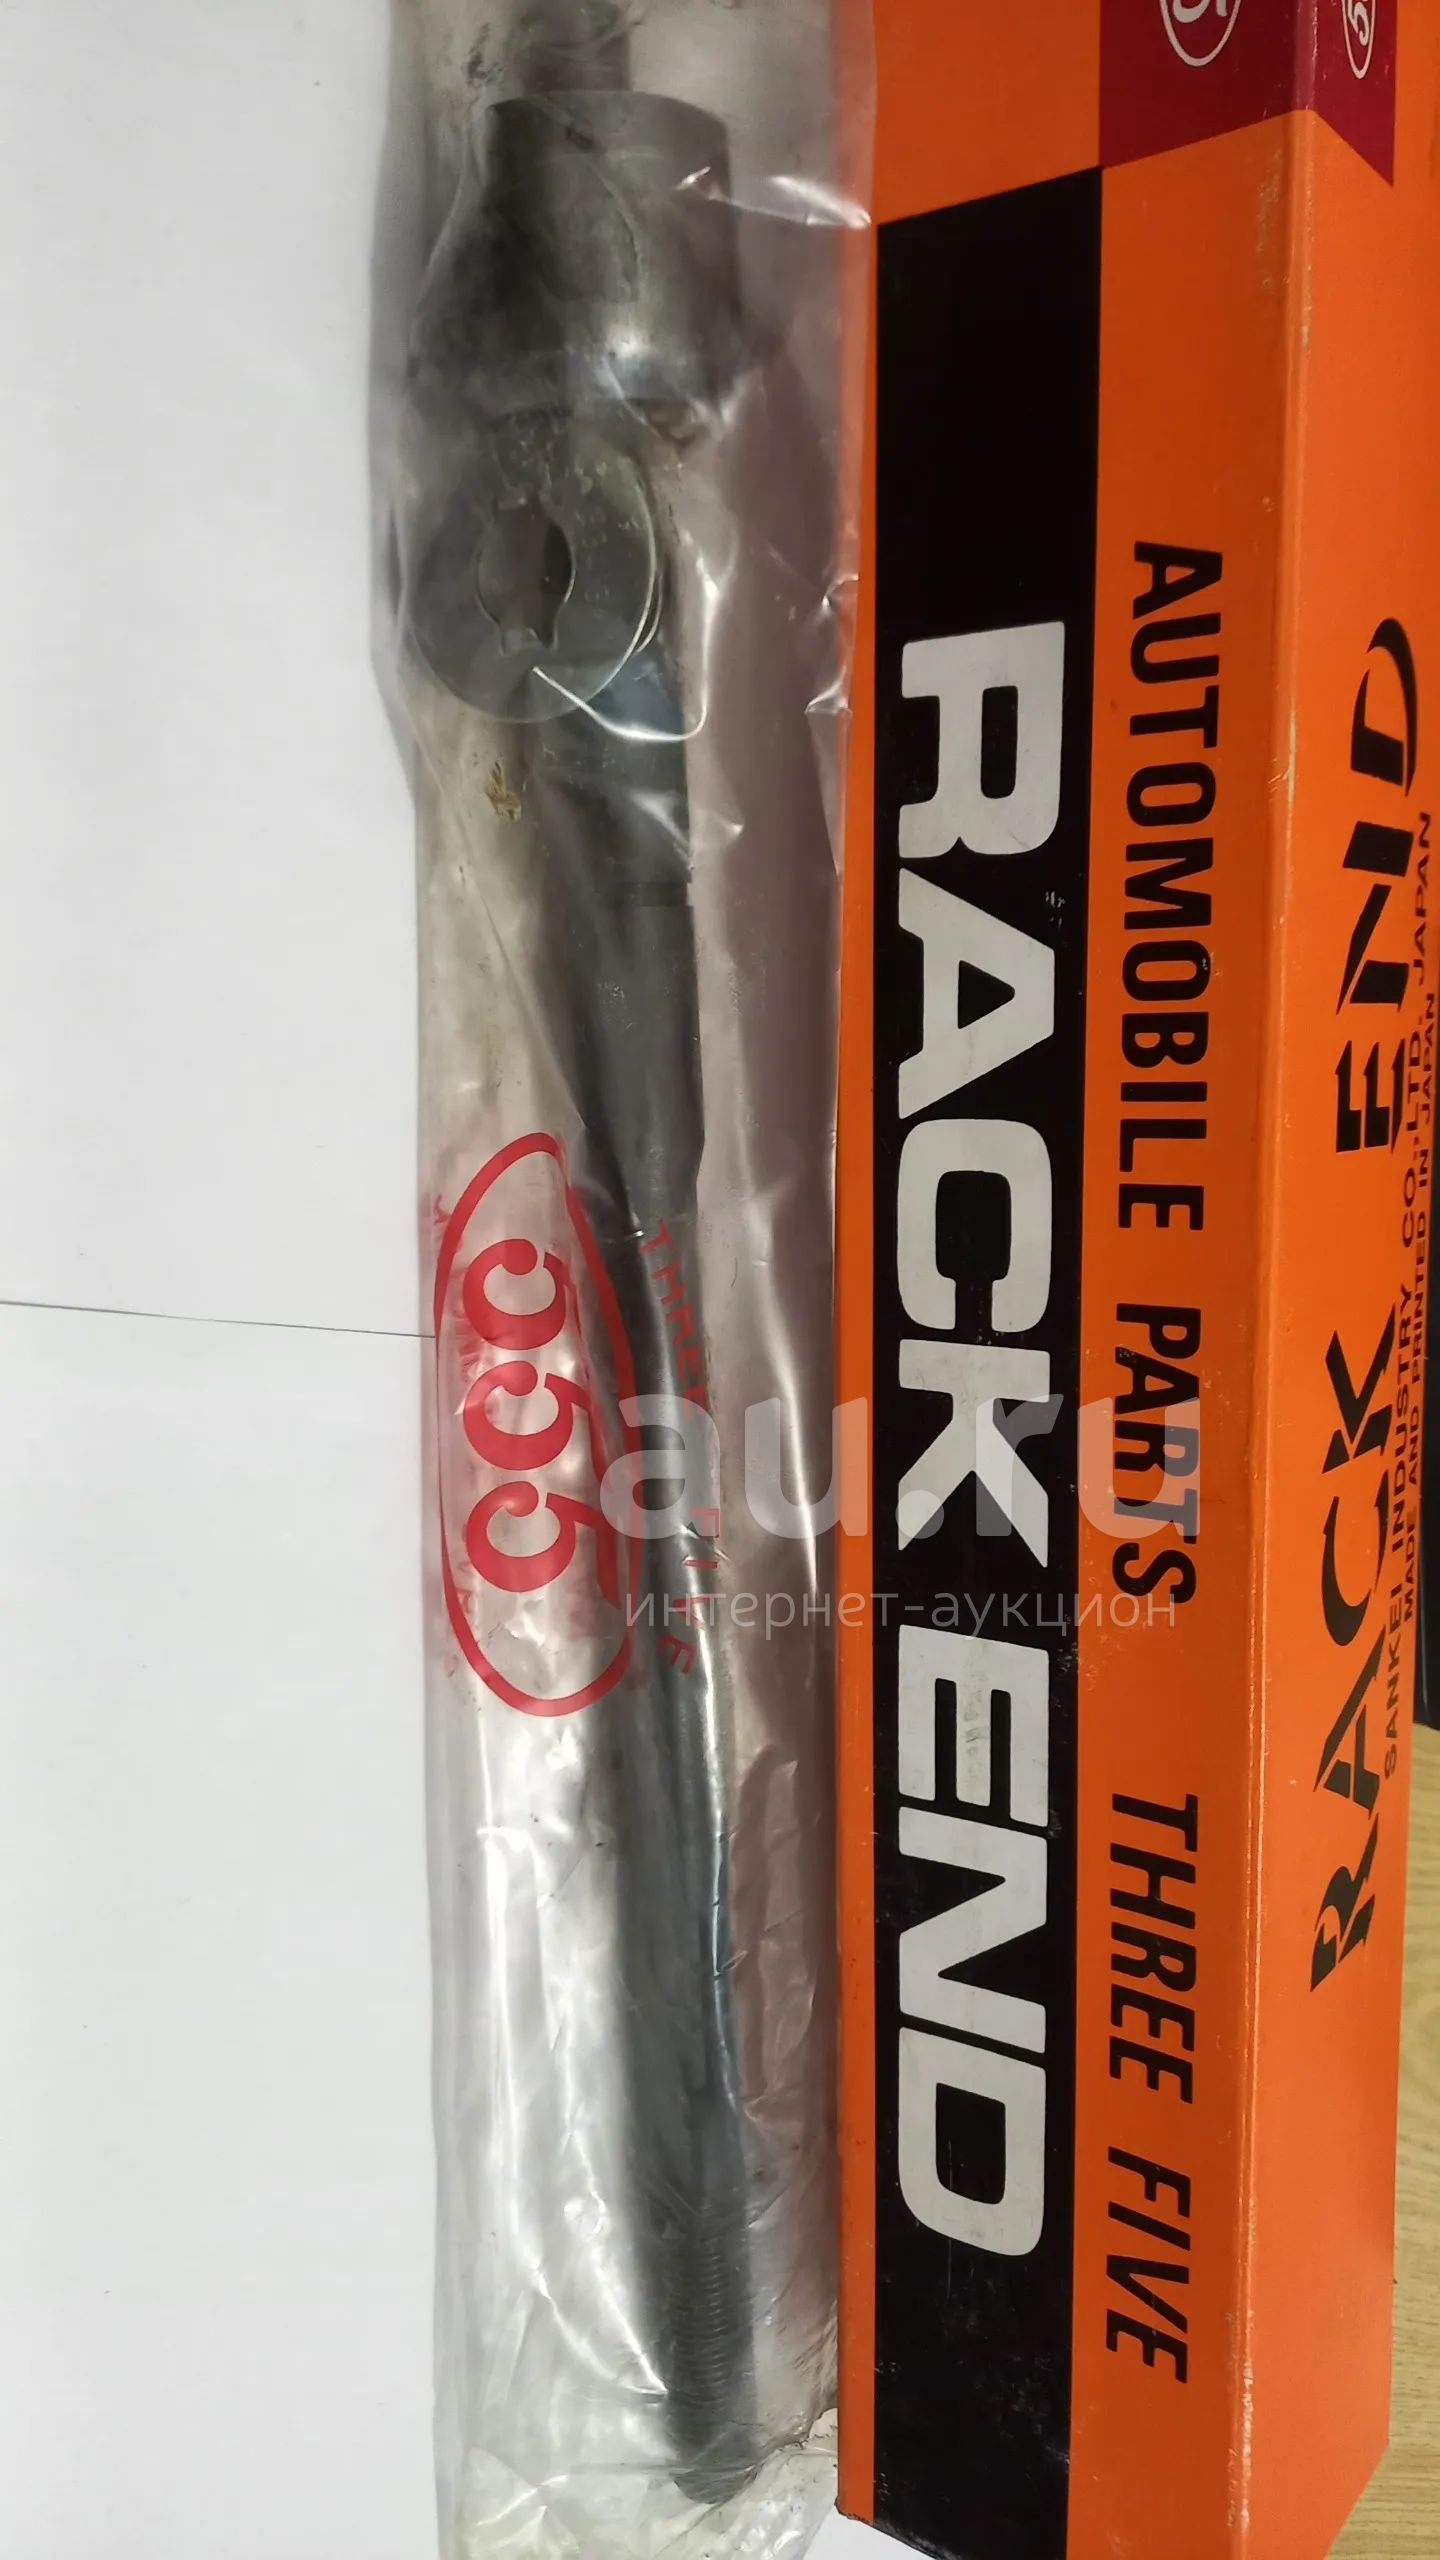 555
THREE FIVE
RACK END
AUTOMOBILE PARTS THREE FIVE
RACK END
SANKEI INDUSTRY CO., LTD. JAPAN
MADE AND PRINTED IN JAPAN
au.ru
интернет-аукцион